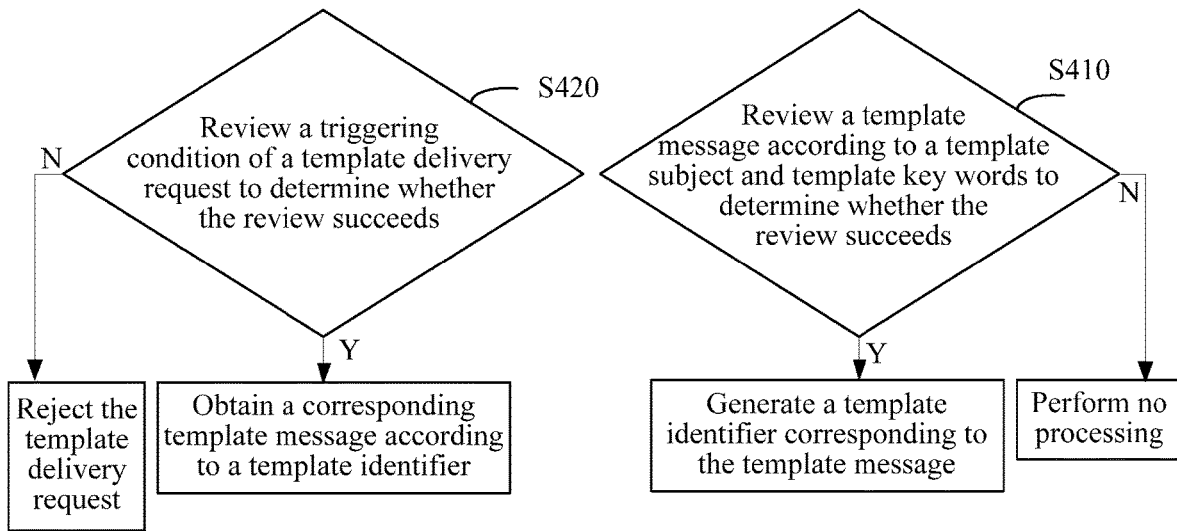 S420
Review a triggering
condition of a template delivery
request to determine whether
the review succeeds
N
Y
Reject the
template
delivery
request
Obtain a corresponding
template message according
to a template identifier
S410
Review a template
message according to a template
subject and template key words to
determine whether the
review succeeds
N
Y
Generate a template
identifier corresponding to
the template message
Perform no
processing